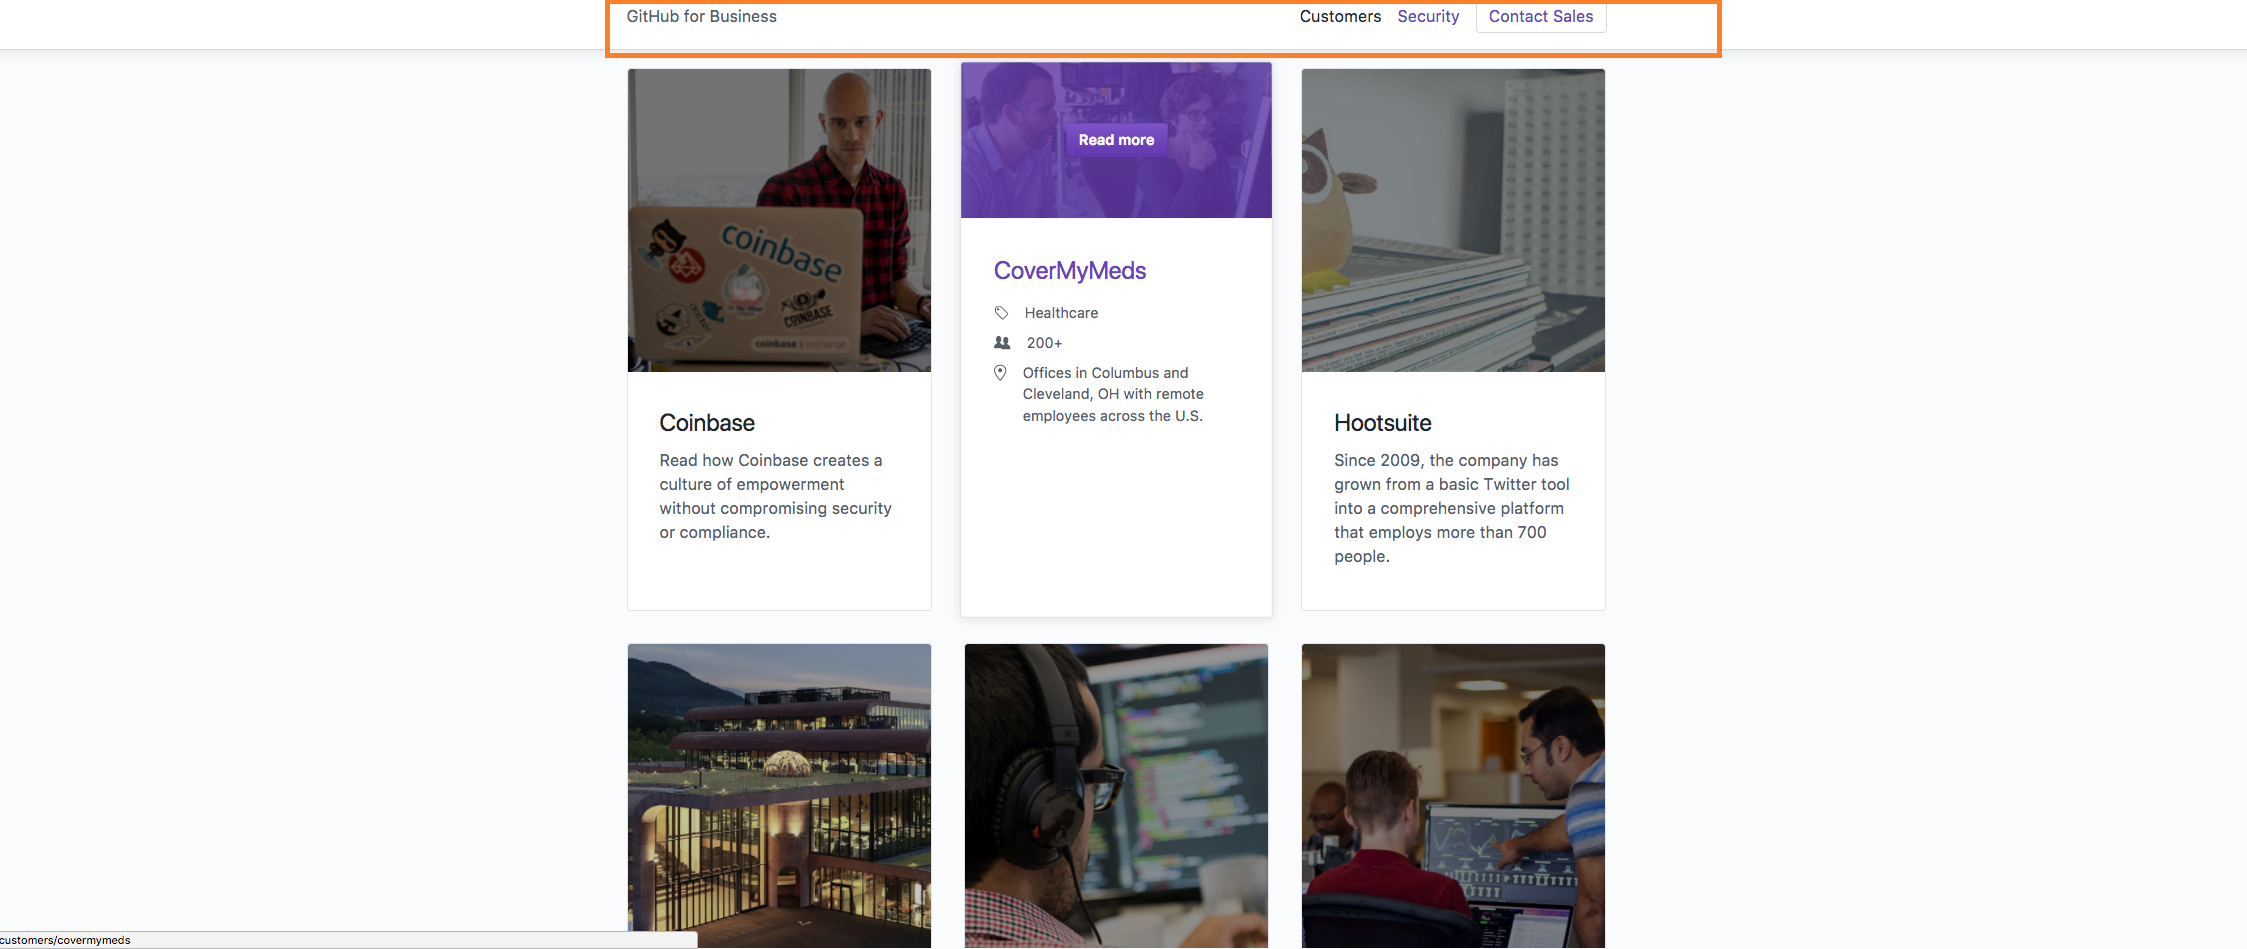 GitHub for Business
Customers Security Contact Sales
coinbase
COINBASE
coinbase | exchange
Coinbase
Read how Coinbase creates a
culture of empowerment
without compromising security
or compliance.
Read more
CoverMyMeds
Healthcare
200+
Offices in Columbus and
Cleveland, OH with remote
employees across the U.S.
Hootsuite
Since 2009, the company has
grown from a basic Twitter tool
into a comprehensive platform
that employs more than 700
people.
customers/covermymeds